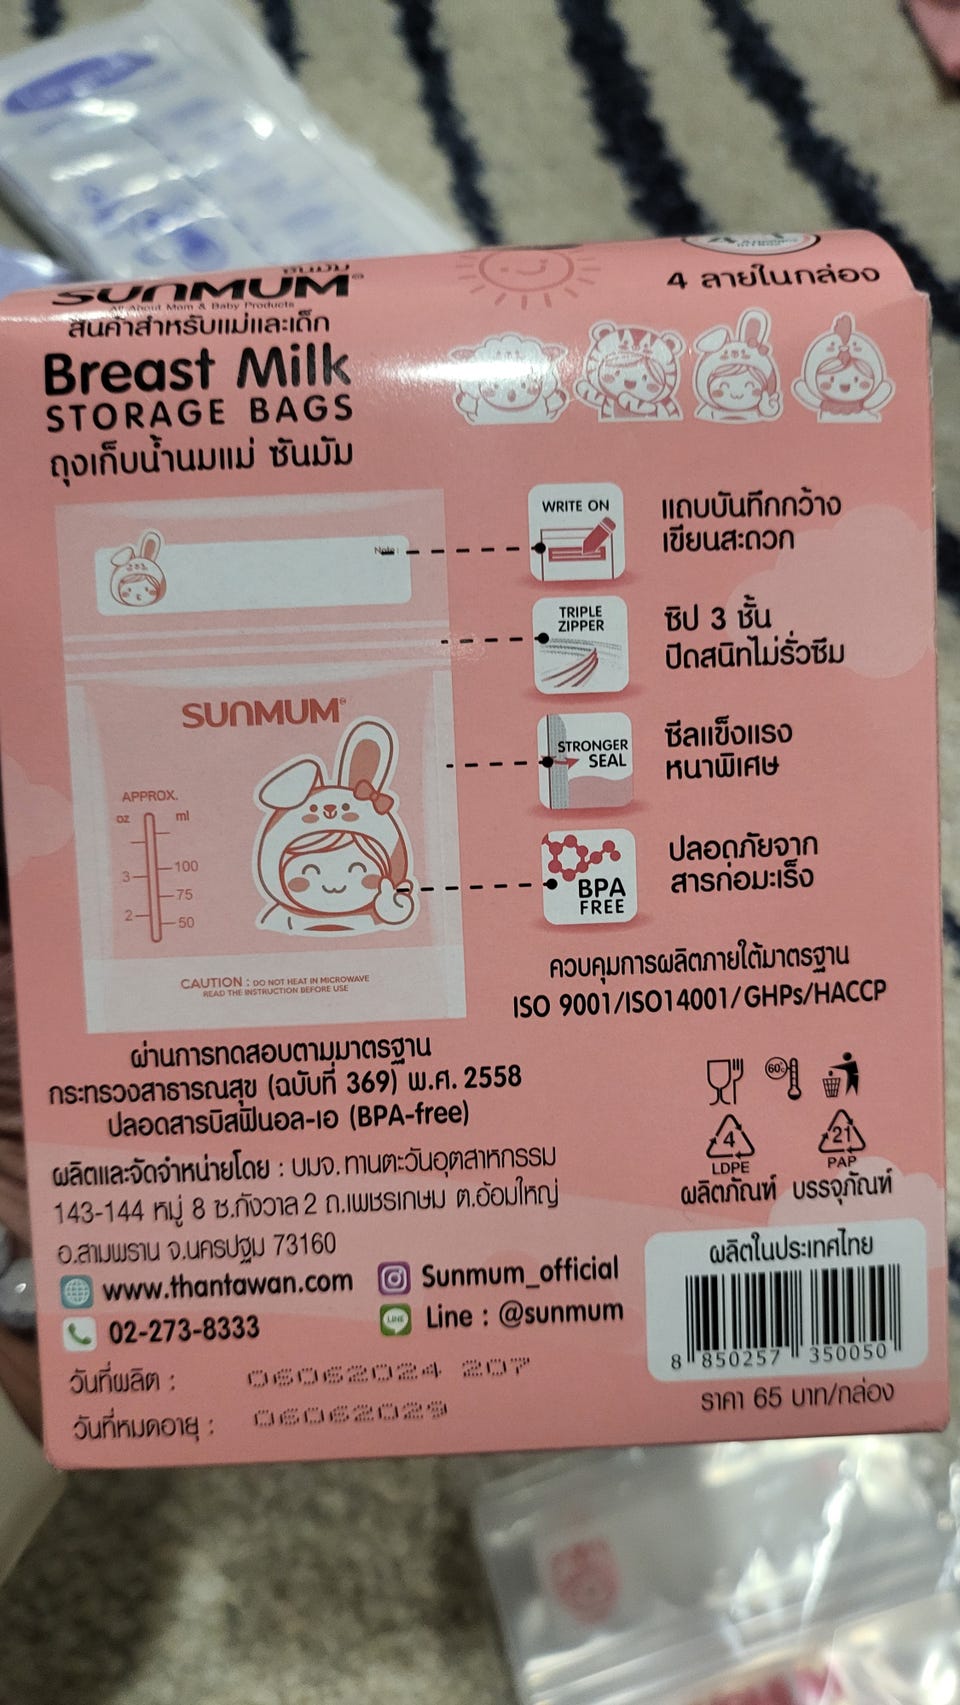 ซันมัม
SUNMUM
All About Mom & Baby Products
สินค้าสำหรับแม่และเด็ก
Breast Milk
STORAGE BAGS
ถุงเก็บน้ำนมแม่ ซันมัม
4 ลายในกล่อง
Note:
WRITE ON
แถบบันทึกกว้าง
เขียนสะดวก
TRIPLE
ZIPPER
ซิป 3 ชั้น
ปิดสนิทไม่รั่วซึม
STRONGER
SEAL
ซีลแข็งแรง
หนาพิเศษ
BPA
FREE
ปลอดภัยจาก
สารก่อมะเร็ง
SUNMUM
APPROX.
oz ml
100
3
75
2
50
CAUTION : DO NOT HEAT IN MICROWAVE
READ THE INSTRUCTION BEFORE USE
ควบคุมการผลิตภายใต้มาตรฐาน
ISO 9001/ISO14001/GHPs/HACCP
ผ่านการทดสอบตามมาตรฐาน
กระทรวงสาธารณสุข (ฉบับที่ 369) พ.ศ. 2558
ปลอดสารบิสฟีนอล-เอ (BPA-free)
ผลิตและจัดจำหน่ายโดย : บมจ.ทานตะวันอุตสาหกรรม
143-144 หมู่ 8 ซ.กังวาล 2 ถ.เพชรเกษม ต.อ้อมใหญ่
อ.สามพราน จ.นครปฐม 73160
www.thantawan.com
Sunmum_official
02-273-8333
LINE
Line : @sunmum
วันที่ผลิต : 06062024 207
วันที่หมดอายุ : 06062029
60°C
4
LDPE
21
PAP
ผลิตภัณฑ์ บรรจุภัณฑ์
ผลิตในประเทศไทย
8 850257 350050
ราคา 65 บาท/กล่อง